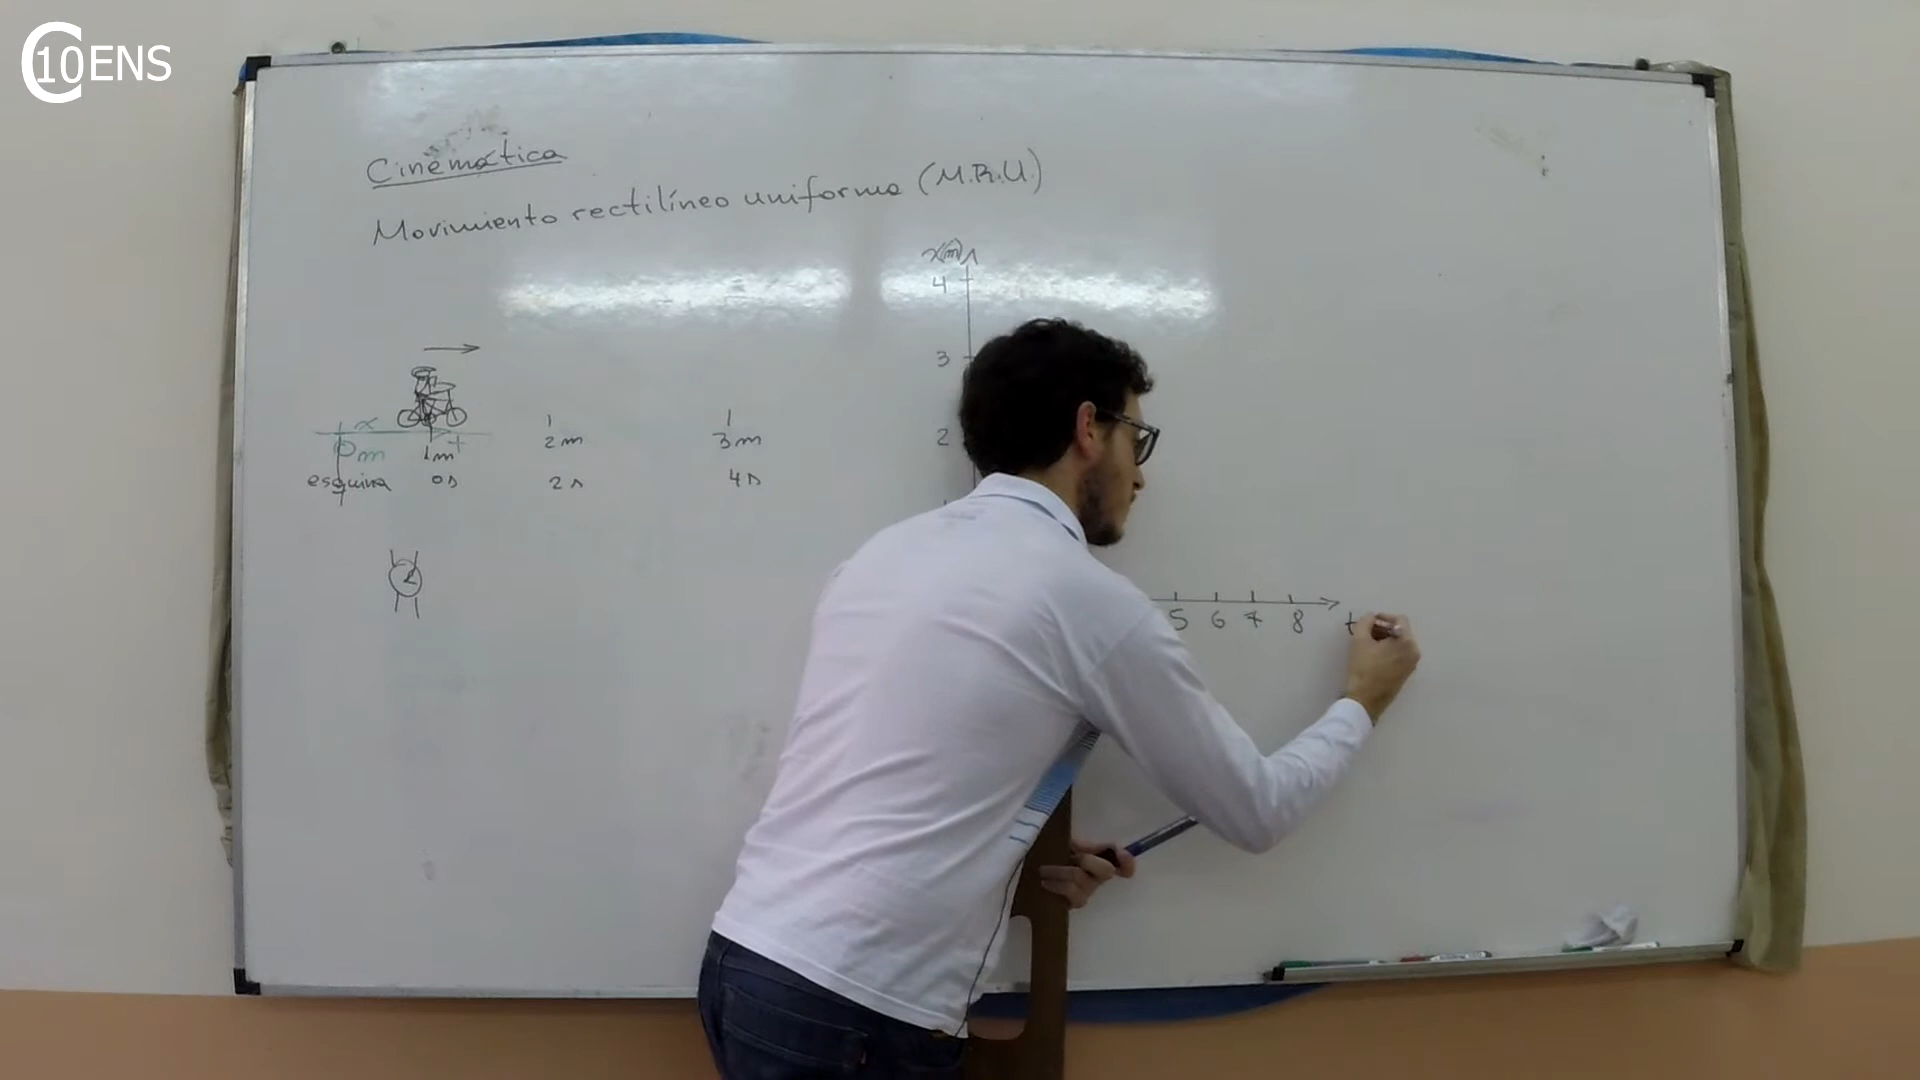 C10ENS
Cinemática
Movimiento rectilíneo uniforme (M.R.U.)
x(m)
4
3
2
x
+
0m 1m 2m 3m
esquina 0s 2s 4s
5 6 7 8 t